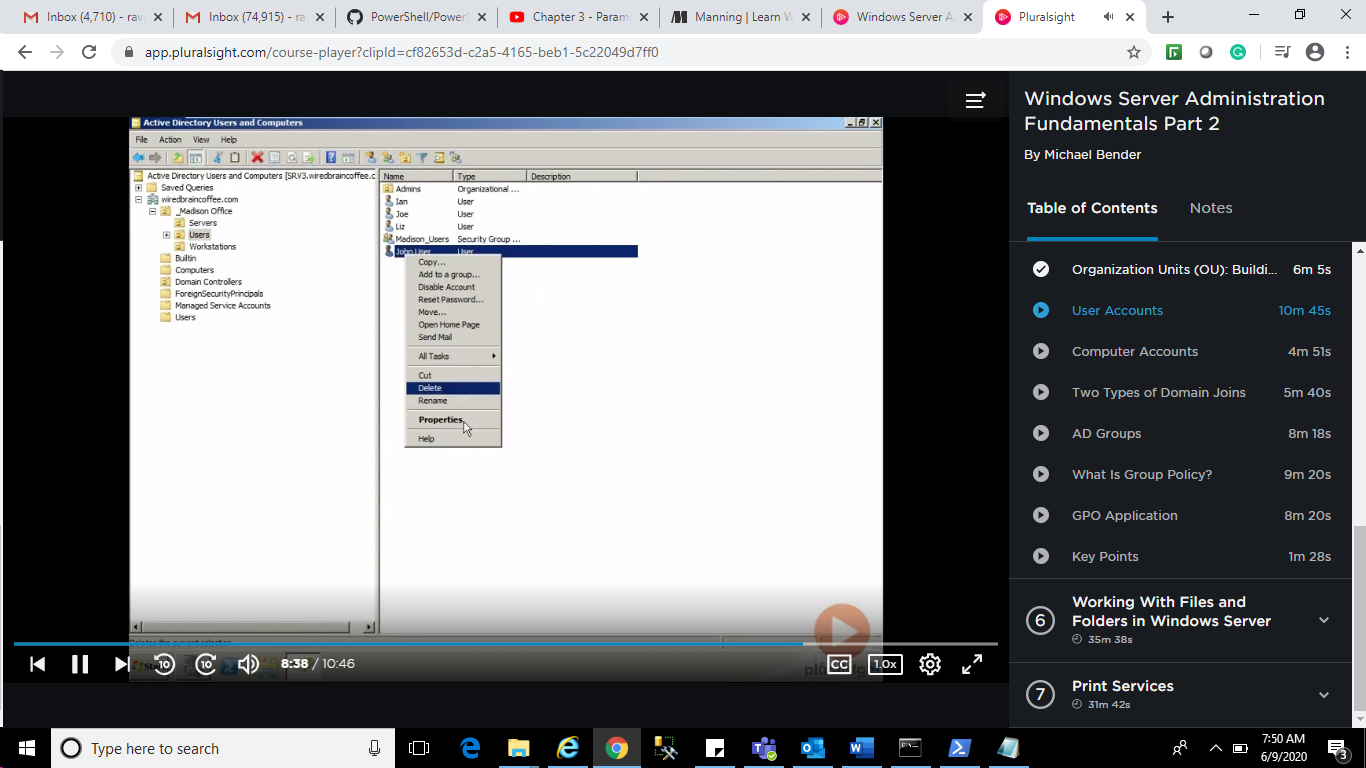 Inbox (4,710) - rav
Inbox (74,915) - ra
PowerShell/Power
Chapter 3 - Param
Manning | Learn W
Windows Server A
Pluralsight
app.pluralsight.com/course-player?clipId=cf82653d-c2a5-4165-beb1-5c22049d7ff0
Active Directory Users and Computers
File Action View Help
Active Directory Users and Computers [SRV3.wiredbraincoffee.c
Saved Queries
wiredbraincoffee.com
_Madison Office
Servers
Users
Workstations
Builtin
Computers
Domain Controllers
ForeignSecurityPrincipals
Managed Service Accounts
Users
Name Type Description
Admins Organizational ...
Ian User
Joe User
Liz User
Madison_Users Security Group ...
John User User
Copy...
Add to a group...
Disable Account
Reset Password...
Move...
Open Home Page
Send Mail
All Tasks
Cut
Delete
Rename
Properties
Help
10 10 8:38 / 10:46 CC 1.0x
Windows Server Administration
Fundamentals Part 2
By Michael Bender
Table of Contents Notes
Organization Units (OU): Buildi... 6m 5s
User Accounts 10m 45s
Computer Accounts 4m 51s
Two Types of Domain Joins 5m 40s
AD Groups 8m 18s
What Is Group Policy? 9m 20s
GPO Application 8m 20s
Key Points 1m 28s
6 Working With Files and
Folders in Windows Server
35m 38s
7 Print Services
31m 42s
Type here to search
7:50 AM
6/9/2020
3